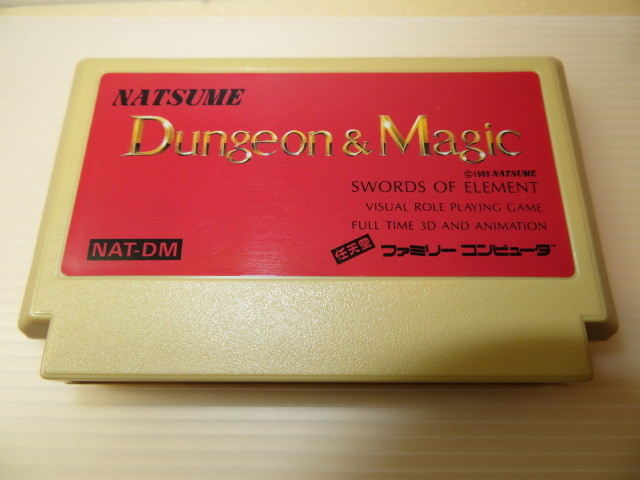 NATSUME
Dungeon & Magic
©1989 NATSUME
SWORDS OF ELEMENT
VISUAL ROLE PLAYING GAME
FULL TIME 3D AND ANIMATION
NAT-DM
任天堂 ファミリー コンピュータ